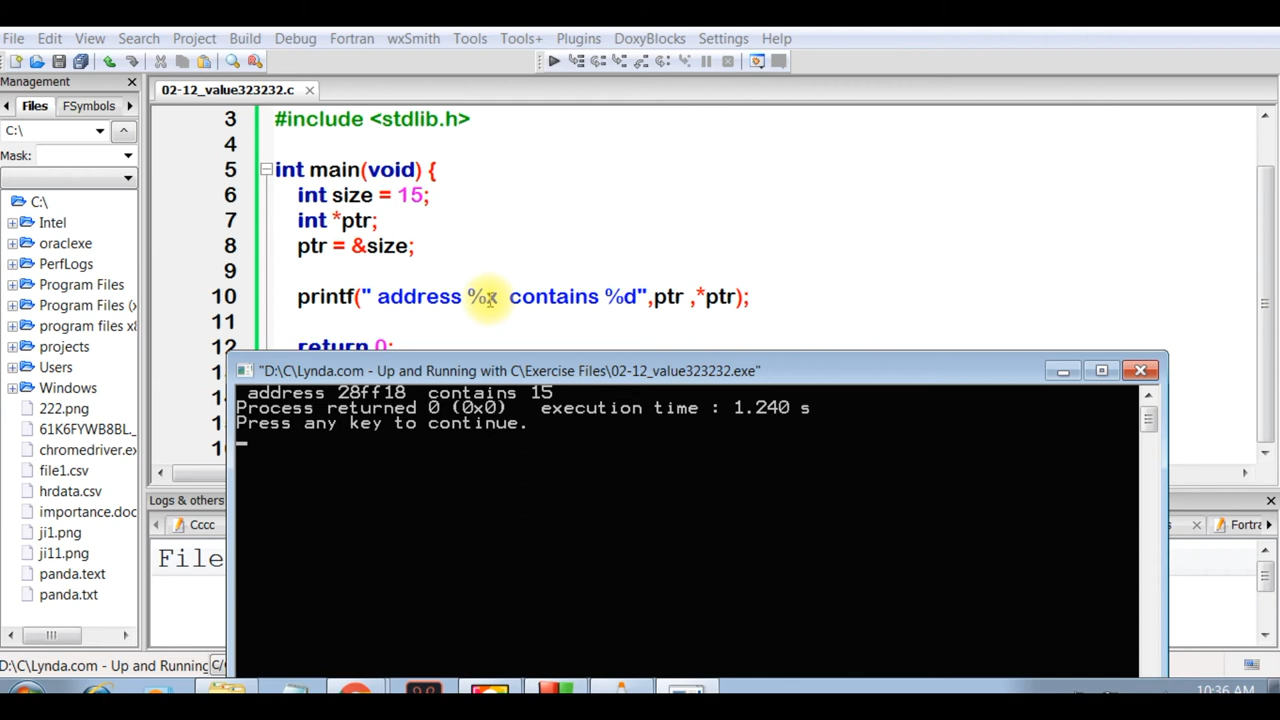 File Edit View Search Project Build Debug Fortran wxSmith Tools Tools+ Plugins DoxyBlocks Settings Help
Management
02-12_value323232.c
Files FSymbols
C:\
Mask:
C:\
Intel
oraclexe
PerfLogs
Program Files
Program Files (
program files x8
projects
Users
Windows
222.png
61K6FYWB8BL._
chromedriver.ex
file1.csv
hrdata.csv
importance.doc
ji1.png
ji11.png
panda.text
panda.txt
3 #include <stdlib.h>
4
5 int main(void) {
6 int size = 15;
7 int *ptr;
8 ptr = &size;
9
10 printf(" address %x  contains %d",ptr ,*ptr);
11
12 return 0;
"D:\C\Lynda.com - Up and Running with C\Exercise Files\02-12_value323232.exe"
address 28ff18  contains 15
Process returned 0 (0x0)   execution time : 1.240 s
Press any key to continue.
Logs & others
Cccc
Fortra
File
D:\C\Lynda.com - Up and Running
C/
10:36 AM